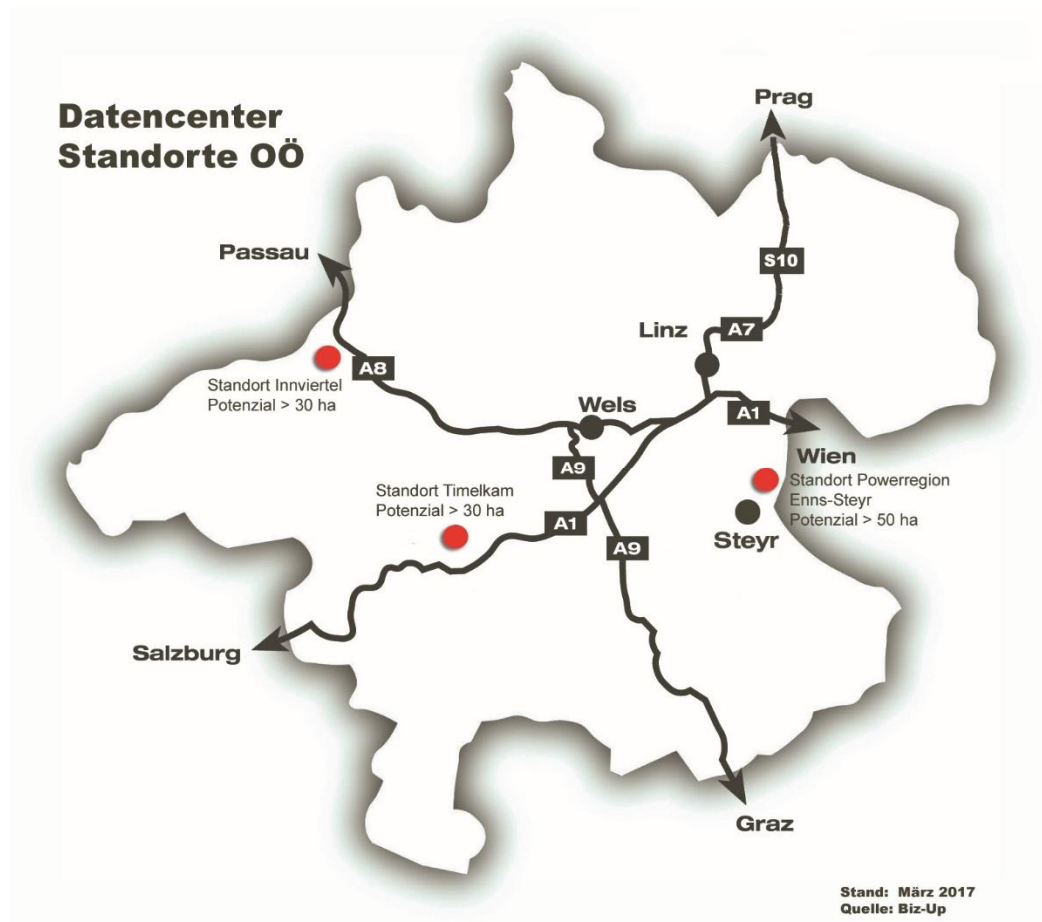 Datencenter
Standorte OÖ
Prag
Passau
S10
Linz
A7
A8
Standort Innviertel
Potenzial > 30 ha
Wels
A1
Wien
A9
Standort Powerregion
Enns-Steyr
Potenzial > 50 ha
Standort Timelkam
Potenzial > 30 ha
A1
Steyr
A9
Salzburg
Graz
Stand: März 2017
Quelle: Biz-Up